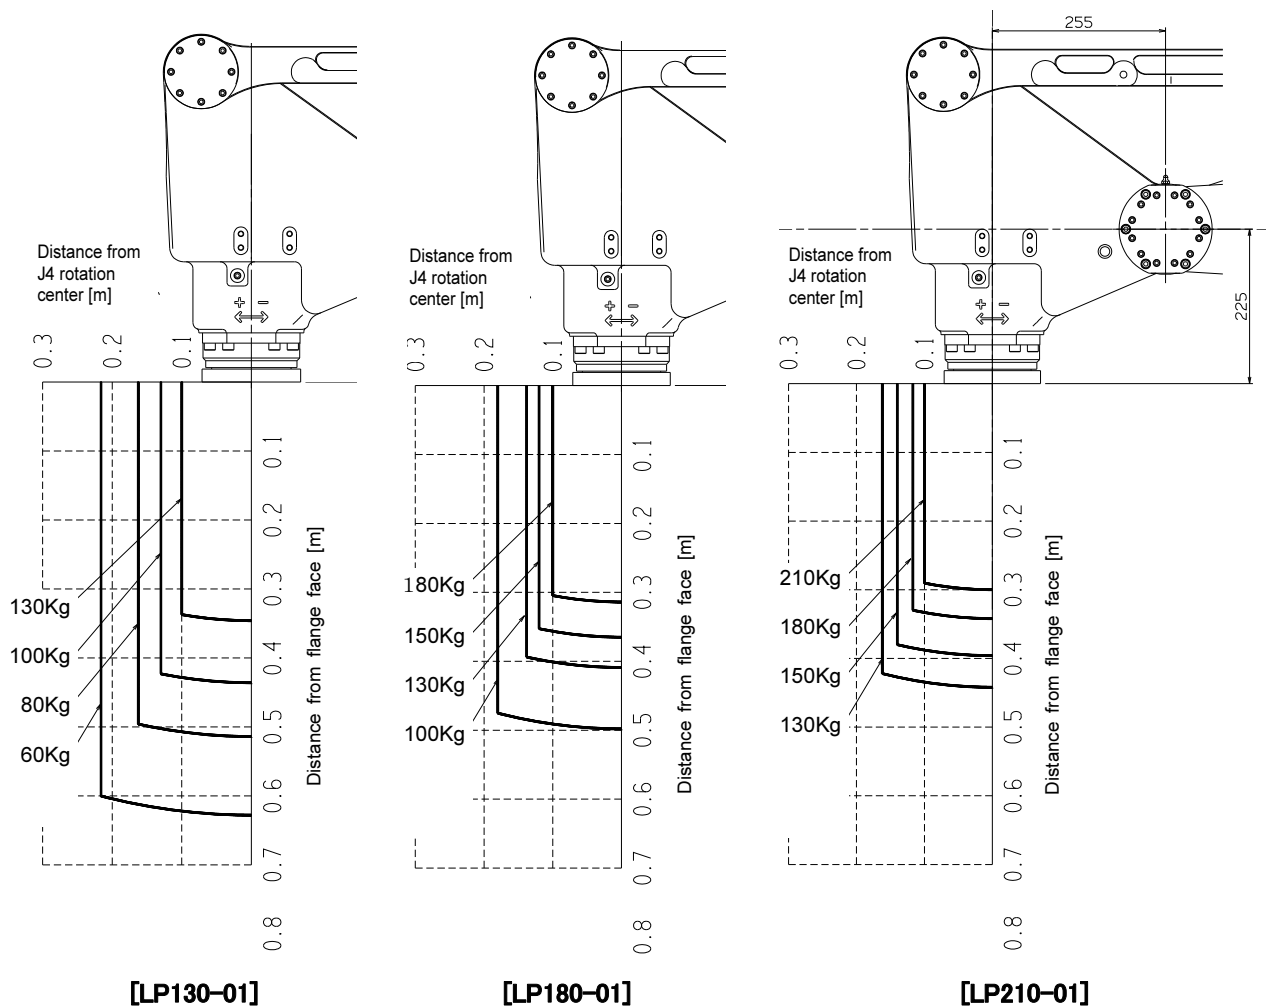 255
225
Distance from
J4 rotation
center [m]
+ −
0.3
0.2
0.1
0.1
0.2
0.3
0.4
0.5
0.6
0.7
0.8
Distance from flange face [m]
130Kg
100Kg
80Kg
60Kg
[LP130-01]
Distance from
J4 rotation
center [m]
+ −
0.3
0.2
0.1
0.1
0.2
0.3
0.4
0.5
0.6
0.7
0.8
Distance from flange face [m]
180Kg
150Kg
130Kg
100Kg
[LP180-01]
Distance from
J4 rotation
center [m]
+ −
0.3
0.2
0.1
0.1
0.2
0.3
0.4
0.5
0.6
0.7
0.8
Distance from flange face [m]
210Kg
180Kg
150Kg
130Kg
[LP210-01]